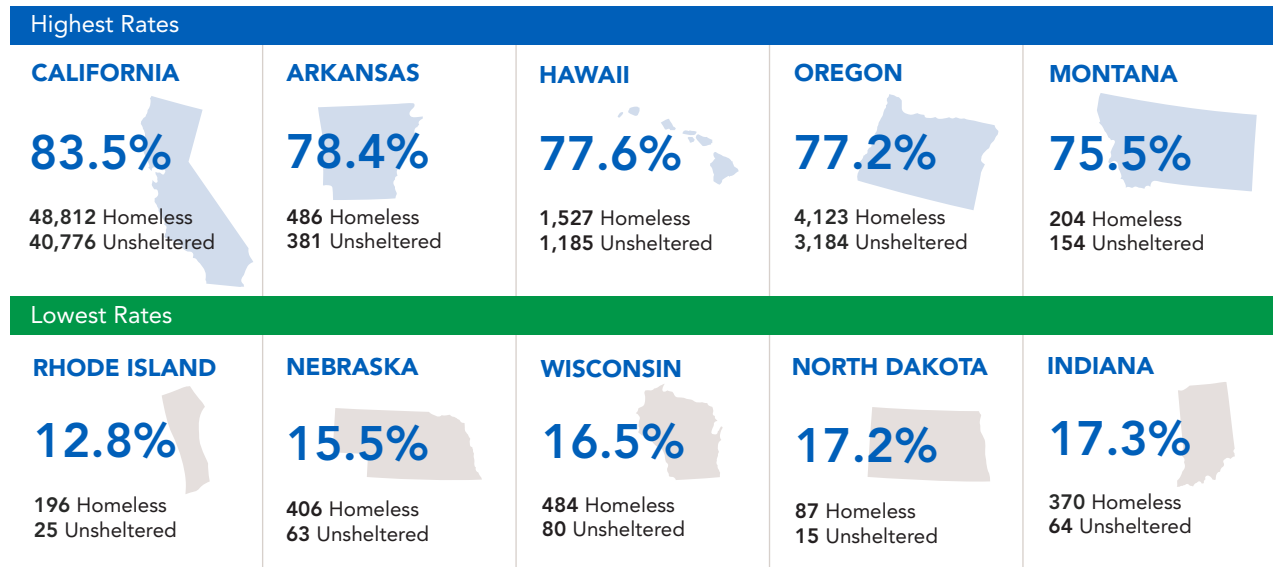 Highest Rates
CALIFORNIA
83.5%
48,812 Homeless
40,776 Unsheltered
ARKANSAS
78.4%
486 Homeless
381 Unsheltered
HAWAII
77.6%
1,527 Homeless
1,185 Unsheltered
OREGON
77.2%
4,123 Homeless
3,184 Unsheltered
MONTANA
75.5%
204 Homeless
154 Unsheltered
Lowest Rates
RHODE ISLAND
12.8%
196 Homeless
25 Unsheltered
NEBRASKA
15.5%
406 Homeless
63 Unsheltered
WISCONSIN
16.5%
484 Homeless
80 Unsheltered
NORTH DAKOTA
17.2%
87 Homeless
15 Unsheltered
INDIANA
17.3%
370 Homeless
64 Unsheltered